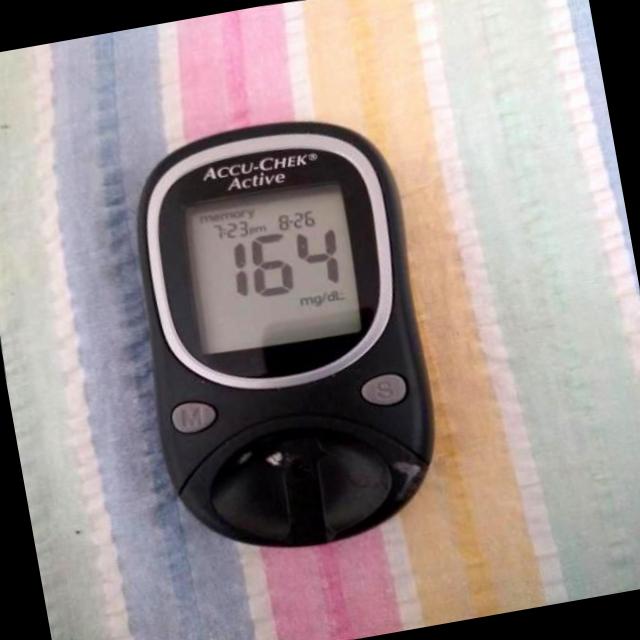 ACCU-CHEK®
Active
memory
7:23pm 8-26
164
mg/dL
M
S